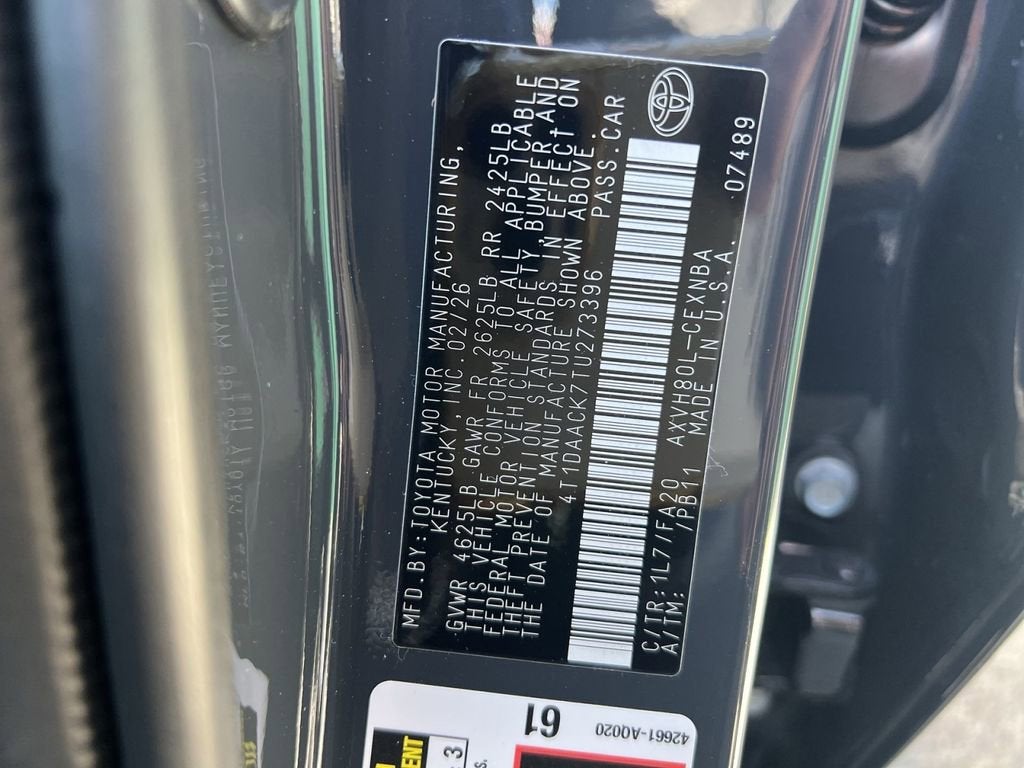 MFD.BY:TOYOTA MOTOR MANUFACTURING,
KENTUCKY, INC 02/26
GVWR 4625LB GAWR FR 2625LB RR 2425LB
THIS VEHICLE CONFORMS TO ALL APPLICABLE
FEDERAL MOTOR VEHICLE SAFETY, BUMPER, AND
THEFT PREVENTION STANDARDS IN EFFECT ON
THE DATE OF MANUFACTURE SHOWN ABOVE.
4T1DAACK7TU273396 PASS.CAR
C/TR:1L7/FA20 AXVH80L-CEXNBA
A/TM: /PB11 MADE IN U.S.A. 07489
61
42661-AQ020
3